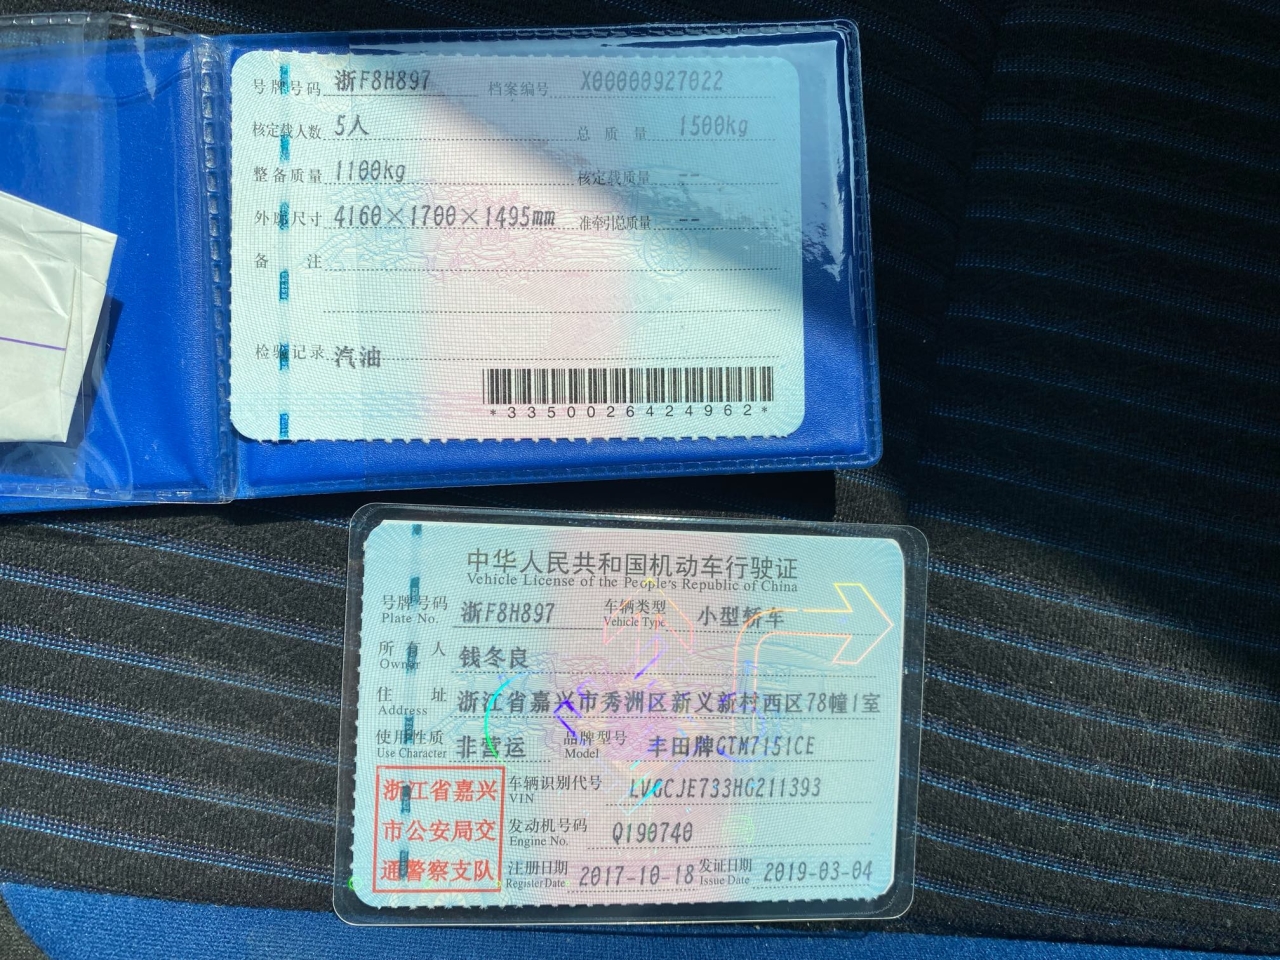 号牌号码 浙F8H897 档案编号 X00000927022
核定载人数 5人 总质量 1500kg
整备质量 1100kg 核定载质量 --
外廓尺寸 4160×1700×1495mm 准牵引总质量 --
备注
检验记录 汽油
*3350026424962*
中华人民共和国机动车行驶证
Vehicle License of the People's Republic of China
号牌号码 浙F8H897 车辆类型 小型轿车
Plate No. Vehicle Type
所有人 钱冬良
Owner
住址 浙江省嘉兴市秀洲区新义新村西区78幢1室
Address
使用性质 非营运 品牌型号 丰田牌GTM7151CE
Use Character Model
浙江省嘉兴
市公安局交
通警察支队
车辆识别代号 LVGCJE733HG211393
VIN
发动机号码 Q190740
Engine No.
注册日期 2017-10-18 发证日期 2019-03-04
Register Date Issue Date